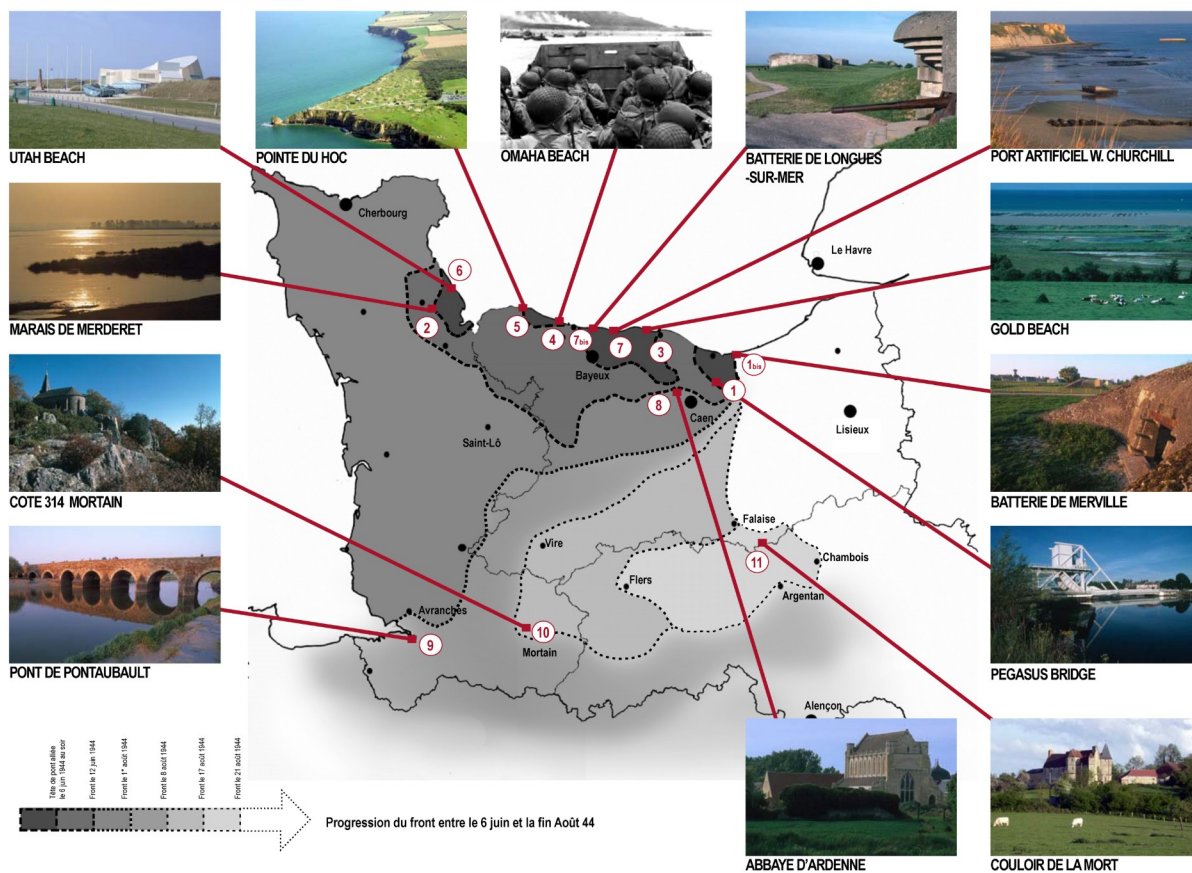 UTAH BEACH
POINTE DU HOC
OMAHA BEACH
BATTERIE DE LONGUES
-SUR-MER
PORT ARTIFICIEL W. CHURCHILL
MARAIS DE MERDERET
GOLD BEACH
COTE 314 MORTAIN
BATTERIE DE MERVILLE
PONT DE PONTAUBAULT
PEGASUS BRIDGE
ABBAYE D'ARDENNE
COULOIR DE LA MORT
Cherbourg
Le Havre
6
2
5
4
7bis
7
3
1bis
1
Bayeux
8
Caen
Lisieux
Saint-Lô
Falaise
Vire
11
Chambois
Flers
Argentan
Avranches
9
10
Mortain
Alençon
Tête de pont alliée
le 6 juin 1944 au soir
Front le 12 juin 1944
Front le 1° août 1944
Front le 8 août 1944
Front le 17 août 1944
Front le 21 août 1944
Progression du front entre le 6 juin et la fin Août 44